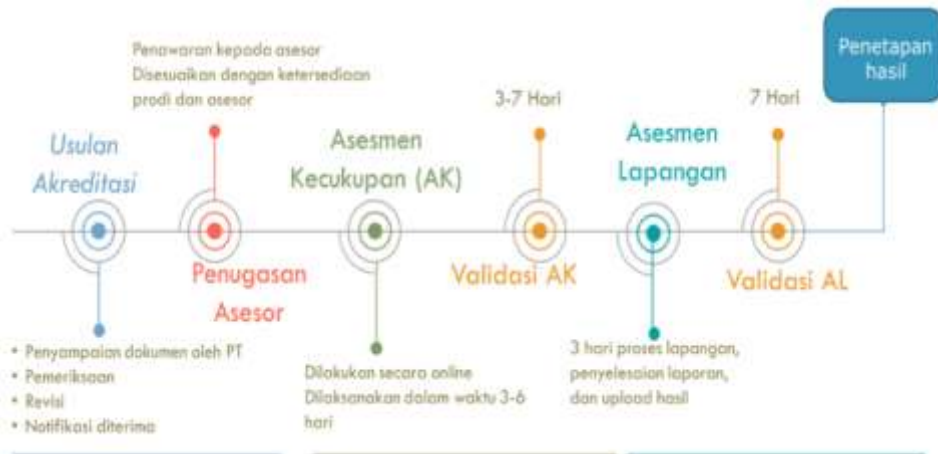 Penawaran kepada asesor
Disesuaikan dengan ketersediaan
prodi dan asesor
Penetapan
hasil
3-7 Hari
7 Hari
Usulan
Akreditasi
Asesmen
Kecukupan (AK)
Asesmen
Lapangan
Penugasan
Asesor
Validasi AK
Validasi AL
• Penyampaian dokumen oleh PT
• Pemeriksaan
• Revisi
• Notifikasi diterima
Dilakukan secara online
Dilaksanakan dalam waktu 3-6
hari
3 hari proses lapangan,
penyelesaian laporan,
dan upload hasil